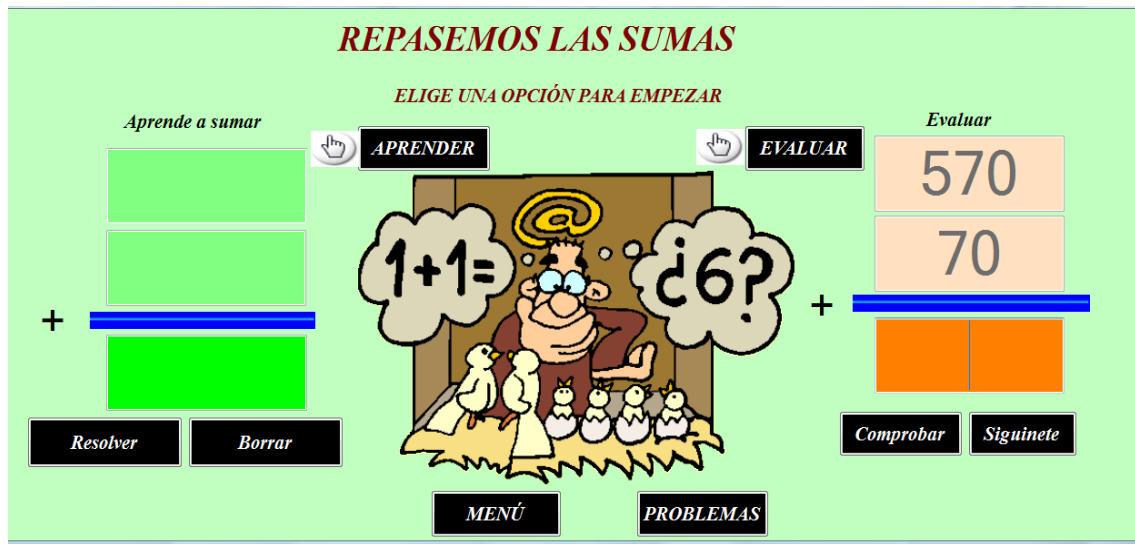 REPASEMOS LAS SUMAS
ELIGE UNA OPCIÓN PARA EMPEZAR
Aprende a sumar
Evaluar
APRENDER
EVALUAR
570
70
1+1=
@
¿6?
+
+
Resolver
Borrar
Comprobar
Siguinete
MENÚ
PROBLEMAS